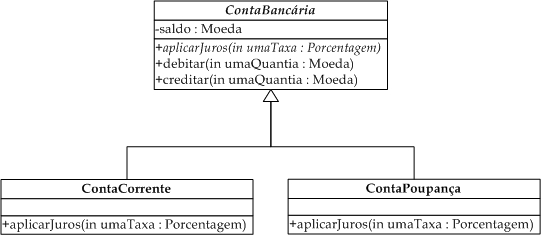 ContaBancária
-saldo : Moeda
+aplicarJuros(in umaTaxa : Porcentagem)
+debitar(in umaQuantia : Moeda)
+creditar(in umaQuantia : Moeda)
ContaCorrente
+aplicarJuros(in umaTaxa : Porcentagem)
ContaPoupança
+aplicarJuros(in umaTaxa : Porcentagem)